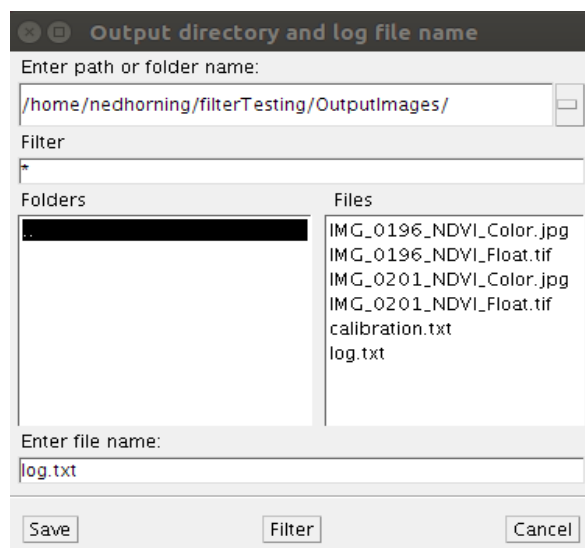 Output directory and log file name
Enter path or folder name:
/home/nedhorning/filterTesting/OutputImages/
Filter
*
Folders
..
Files
IMG_0196_NDVI_Color.jpg
IMG_0196_NDVI_Float.tif
IMG_0201_NDVI_Color.jpg
IMG_0201_NDVI_Float.tif
calibration.txt
log.txt
Enter file name:
log.txt
Save
Filter
Cancel